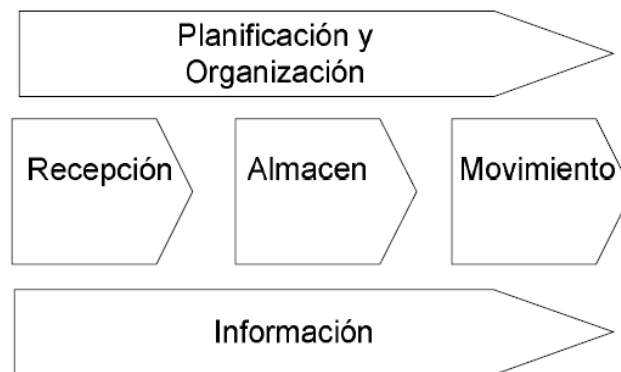 Planificación y
Organización
Recepción
Almacen
Movimiento
Información